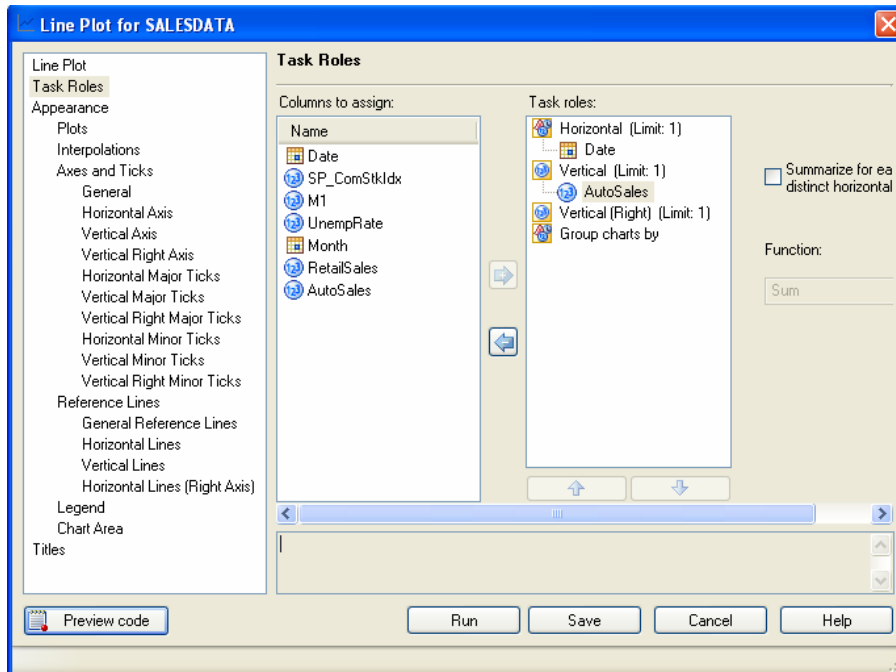 Line Plot for SALESDATA
Line Plot
Task Roles
Appearance
Plots
Interpolations
Axes and Ticks
General
Horizontal Axis
Vertical Axis
Vertical Right Axis
Horizontal Major Ticks
Vertical Major Ticks
Vertical Right Major Ticks
Horizontal Minor Ticks
Vertical Minor Ticks
Vertical Right Minor Ticks
Reference Lines
General Reference Lines
Horizontal Lines
Vertical Lines
Horizontal Lines (Right Axis)
Legend
Chart Area
Titles
Task Roles
Columns to assign:
Name
Date
SP_ComStkIdx
M1
UnempRate
Month
RetailSales
AutoSales
Task roles:
Horizontal (Limit: 1)
Date
Vertical (Limit: 1)
AutoSales
Vertical (Right) (Limit: 1)
Group charts by
Summarize for ea
distinct horizontal
Function:
Sum
Preview code
Run
Save
Cancel
Help